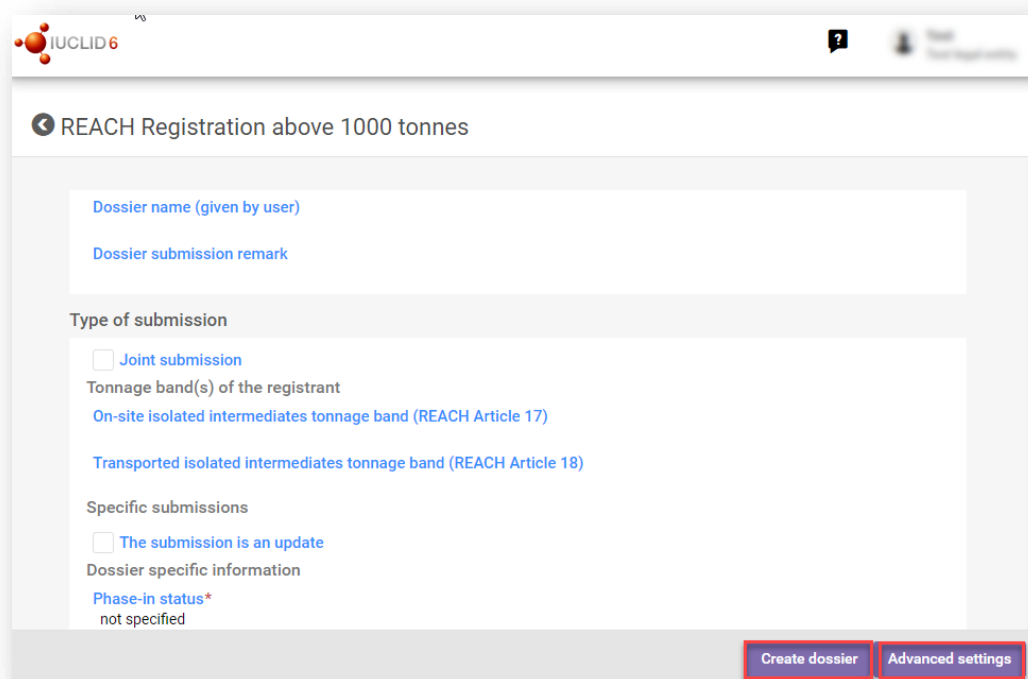 IUCLID 6
?
REACH Registration above 1000 tonnes
Dossier name (given by user)
Dossier submission remark
Type of submission
Joint submission
Tonnage band(s) of the registrant
On-site isolated intermediates tonnage band (REACH Article 17)
Transported isolated intermediates tonnage band (REACH Article 18)
Specific submissions
The submission is an update
Dossier specific information
Phase-in status*
not specified
Create dossier Advanced settings